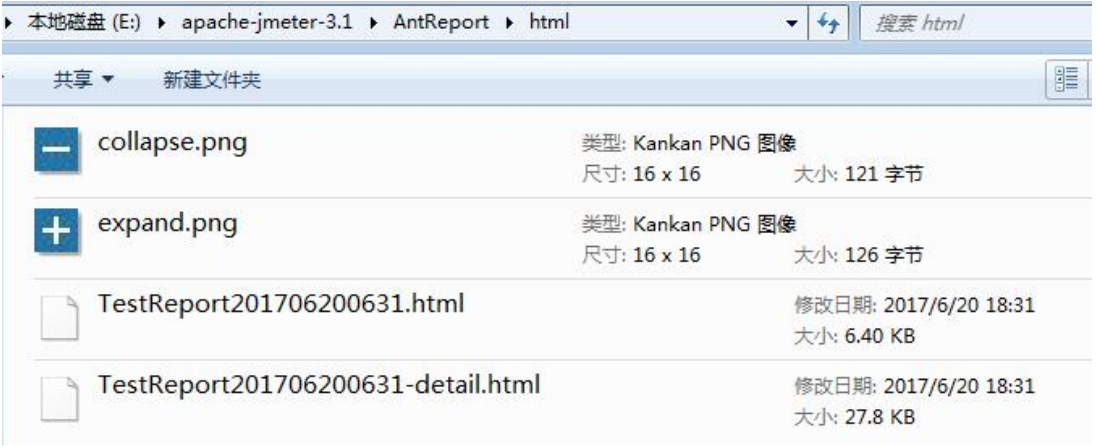 本地磁盘 (E:) ▸ apache-jmeter-3.1 ▸ AntReport ▸ html
搜索 html
共享 新建文件夹
collapse.png
类型: Kankan PNG 图像
尺寸: 16 x 16 大小: 121 字节
expand.png
类型: Kankan PNG 图像
尺寸: 16 x 16 大小: 126 字节
TestReport201706200631.html
修改日期: 2017/6/20 18:31
大小: 6.40 KB
TestReport201706200631-detail.html
修改日期: 2017/6/20 18:31
大小: 27.8 KB